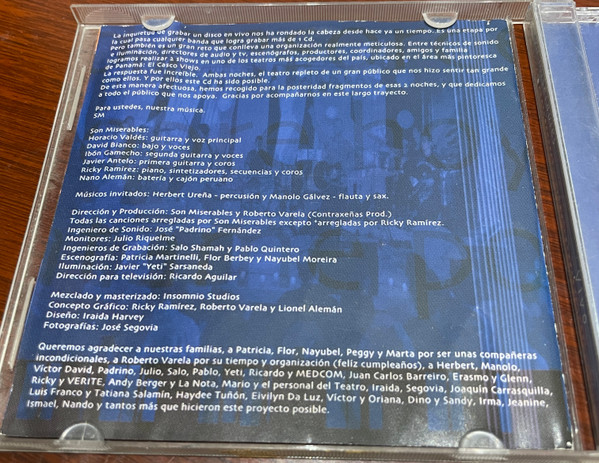 La inquietud de grabar un disco en vivo nos ha rondado la cabeza desde hace ya un tiempo. Es una etapa por
la cual pasa cualquier banda que logra grabar más de 1 Cd.
Pero también es un gran reto que conlleva una organización realmente meticulosa. Entre técnicos de sonido
e iluminación, directores de audio y tv, escenógrafos, productores, coordinadores, amigos y familia
logramos realizar 2 shows en uno de los teatros más acogedores del país, ubicado en el área más pintoresca
de Panamá: El Casco Viejo.
La respuesta fue increíble. Ambas noches, el teatro repleto de un gran público que nos hizo sentir tan grande
como ellos. Y por ellos este Cd ha sido posible.
De esta manera afectuosa, hemos recogido para la posteridad fragmentos de esas 2 noches, y que dedicamos
a todo el público que nos apoya. Gracias por acompañarnos en este largo trayecto.
Para ustedes, nuestra música.
SM
Son Miserables:
Horacio Valdés: guitarra y voz principal
David Bianco: bajo y voces
Ibón Gamecho: segunda guitarra y voces
Javier Antelo: primera guitarra y coros
Ricky Ramírez: piano, sintetizadores, secuencias y coros
Nano Alemán: batería y cajón peruano
Músicos invitados: Herbert Ureña - percusión y Manolo Gálvez - flauta y sax.
Dirección y Producción: Son Miserables y Roberto Varela (Contraxeñas Prod.)
Todas las canciones arregladas por Son Miserables excepto *arregladas por Ricky Ramírez.
Ingeniero de Sonido: José "Padrino" Fernández
Monitores: Julio Riquelme
Ingenieros de Grabación: Salo Shamah y Pablo Quintero
Escenografía: Patricia Martinelli, Flor Berbey y Nayubel Moreira
Iluminación: Javier "Yeti" Sarsaneda
Dirección para televisión: Ricardo Aguilar
Mezclado y masterizado: Insomnio Studios
Concepto Gráfico: Ricky Ramírez, Roberto Varela y Lionel Alemán
Diseño: Iraida Harvey
Fotografías: José Segovia
Queremos agradecer a nuestras familias, a Patricia, Flor, Nayubel, Peggy y Marta por ser unas compañeras
incondicionales, a Roberto Varela por su tiempo y organización (feliz cumpleaños), a Herbert, Manolo,
Víctor David, Padrino, Julio, Salo, Pablo, Yeti, Ricardo y MEDCOM, Juan Carlos Barreiro, Erasmo y Glenn,
Ricky y VERITE, Andy Berger y La Nota, Mario y el personal del Teatro, Iraida, Segovia, Joaquín Carrasquilla,
Luis Franco y Tatiana Salamín, Haydee Tuñón, Eivilyn Da Luz, Víctor y Oriana, Dino y Sandy, Irma, Jeanine,
Ismael, Nando y tantos más que hicieron este proyecto posible.